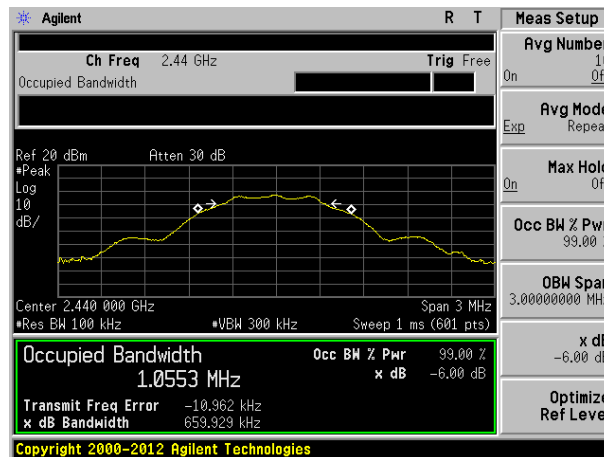 Agilent R T
Ch Freq 2.44 GHz Trig Free
Occupied Bandwidth
Ref 20 dBm Atten 30 dB
#Peak
Log
10
dB/
Center 2.440 000 GHz Span 3 MHz
#Res BW 100 kHz #VBW 300 kHz Sweep 1 ms (601 pts)
Occupied Bandwidth
1.0553 MHz
Occ BW % Pwr 99.00 %
x dB -6.00 dB
Transmit Freq Error -10.962 kHz
x dB Bandwidth 659.929 kHz
Copyright 2000-2012 Agilent Technologies
Meas Setup
Avg Number
On
Avg Mode
Exp
Max Hold
On
Occ BW % Pwr
99.00
OBW Span
3.00000000
x dB
-6.00 dB
Optimize
Ref Level